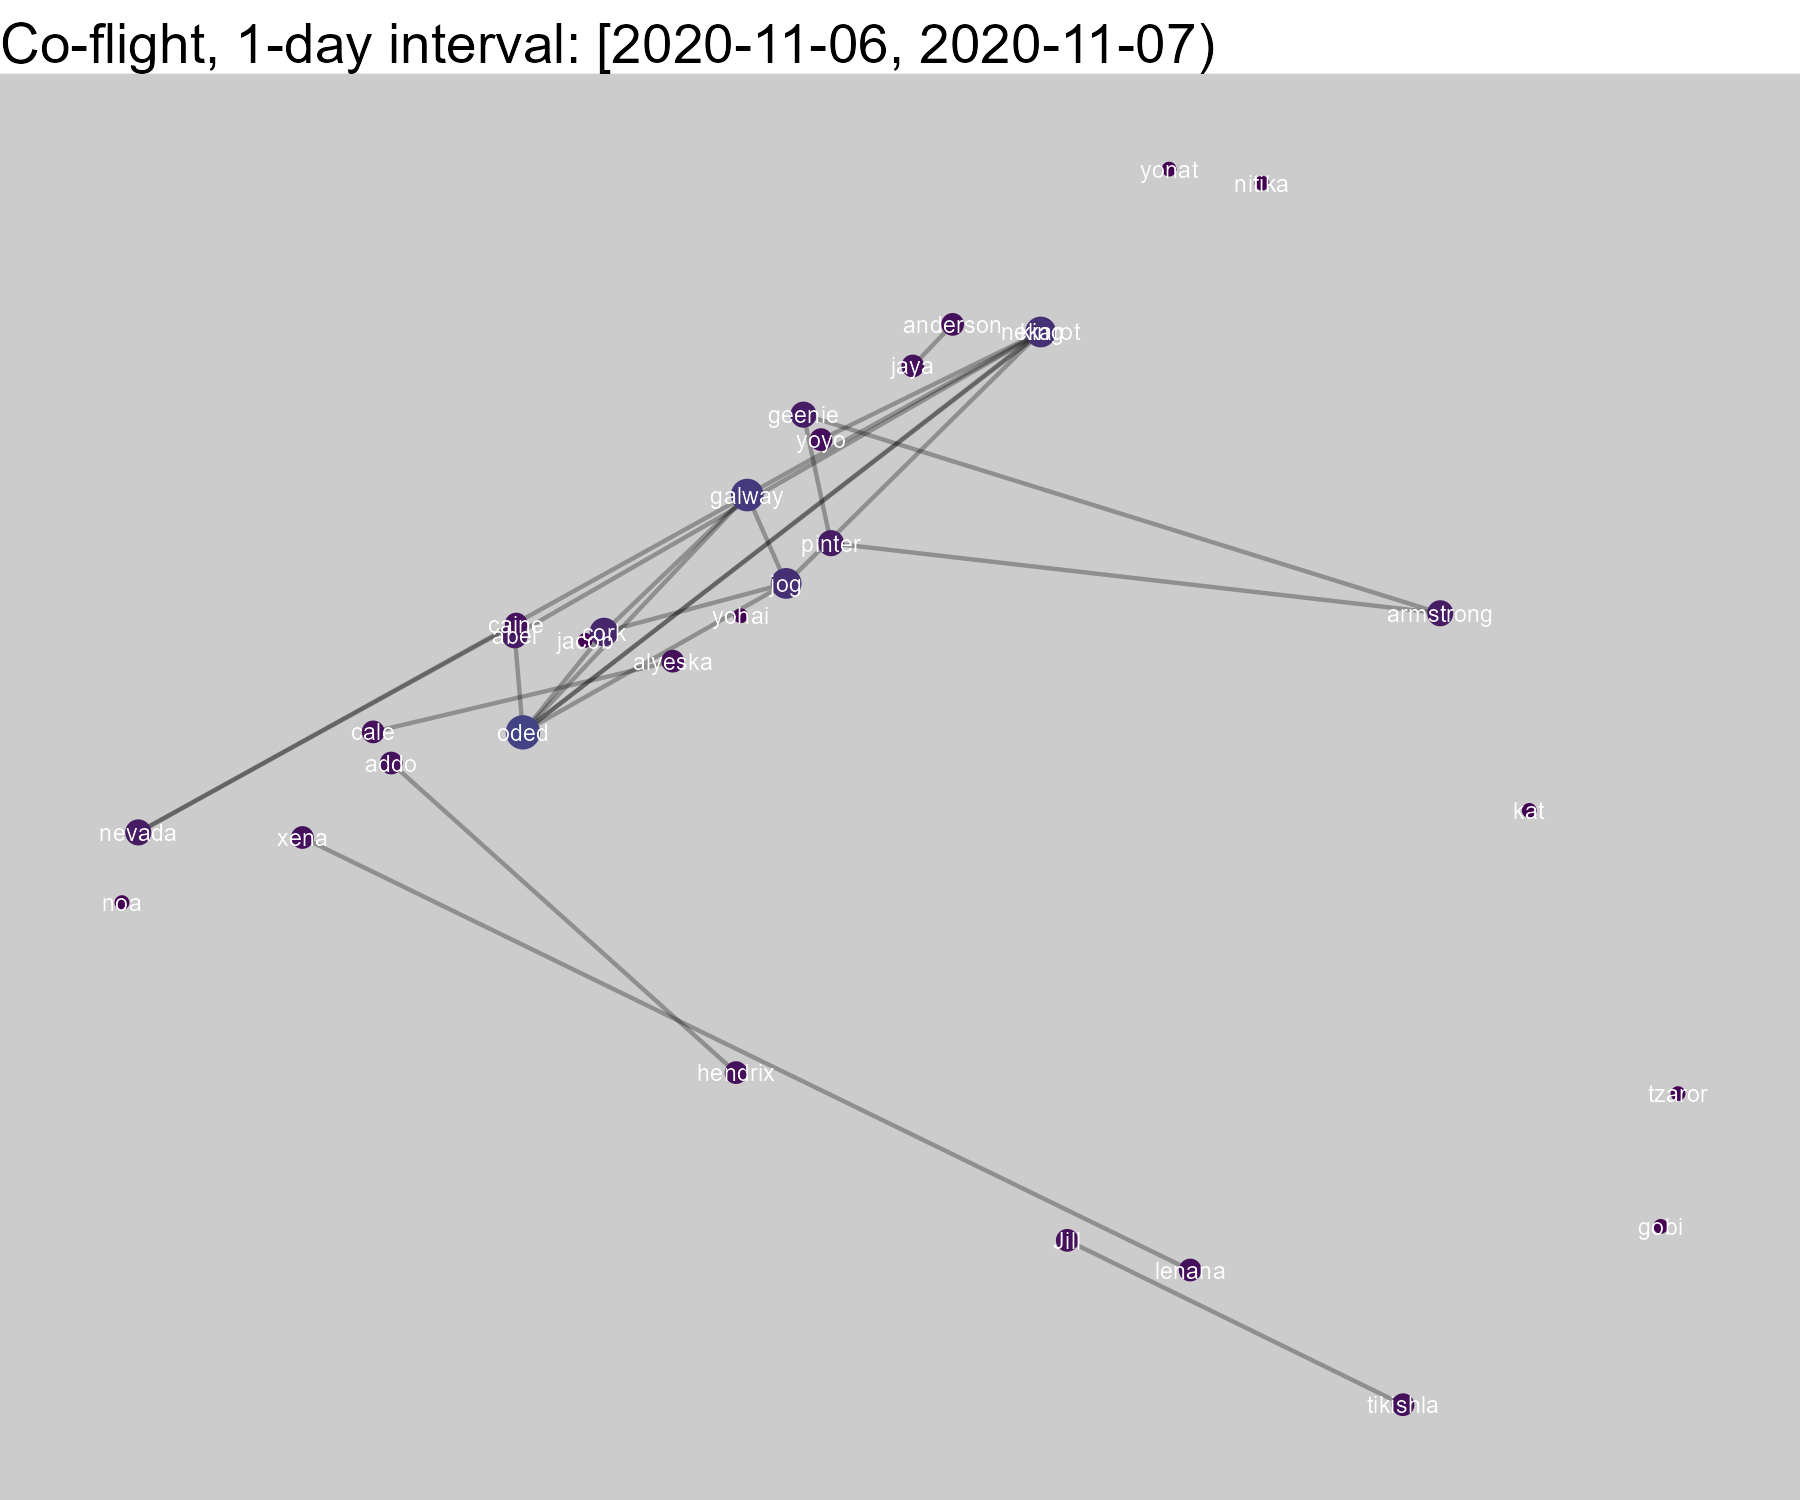 Co-flight, 1-day interval: [2020-11-06, 2020-11-07)
yonat
nitika
anderson
king
jaya
geenie
yoyo
galway
pinter
jog
armstrong
yohai
caine
abel
cork
jacob
alyeska
cale
oded
addo
kat
nevada
xena
noa
hendrix
tzaror
gobi
Jill
lenana
tikishla